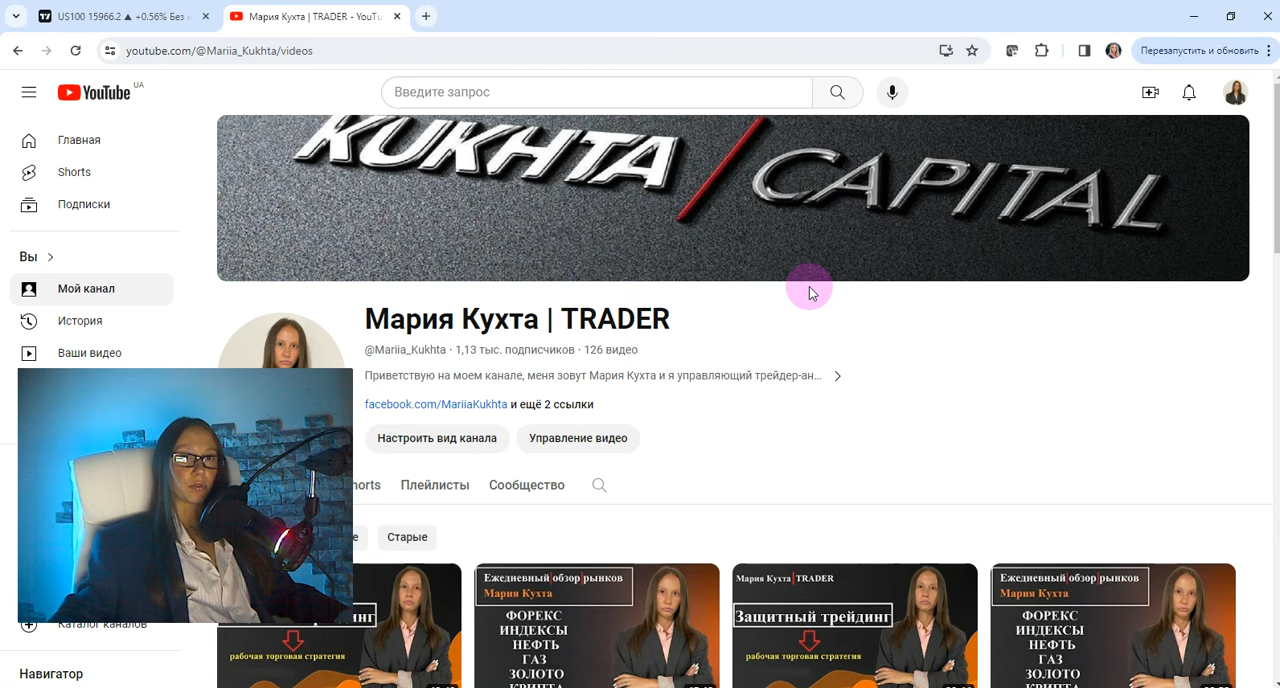 US100 15966.2 ▲ +0.56% Без
Мария Кухта | TRADER - YouTu
youtube.com/@Mariia_Kukhta/videos
Перезапустить и обновить
YouTube UA
Введите запрос
Главная
Shorts
Подписки
Вы
Мой канал
История
Ваши видео
Каталог каналов
Навигатор
KUKHTA / CAPITAL
Мария Кухта | TRADER
@Mariia_Kukhta · 1,13 тыс. подписчиков · 126 видео
Приветствую на моем канале, меня зовут Мария Кухта и я управляющий трейдер-ан...
facebook.com/MariiaKukhta и ещё 2 ссылки
Настроить вид канала
Управление видео
horts
Плейлисты
Сообщество
Старые
рабочая торговая стратегия
Ежедневный|обзор|рынков
Мария Кухта
ФОРЕКС
ИНДЕКСЫ
НЕФТЬ
ГАЗ
ЗОЛОТО
КРИПТА
Мария Кухта|TRADER
Защитный трейдинг
рабочая торговая стратегия
Ежедневный|обзор|рынков
Мария Кухта
ФОРЕКС
ИНДЕКСЫ
НЕФТЬ
ГАЗ
ЗОЛОТО
КРИПТА